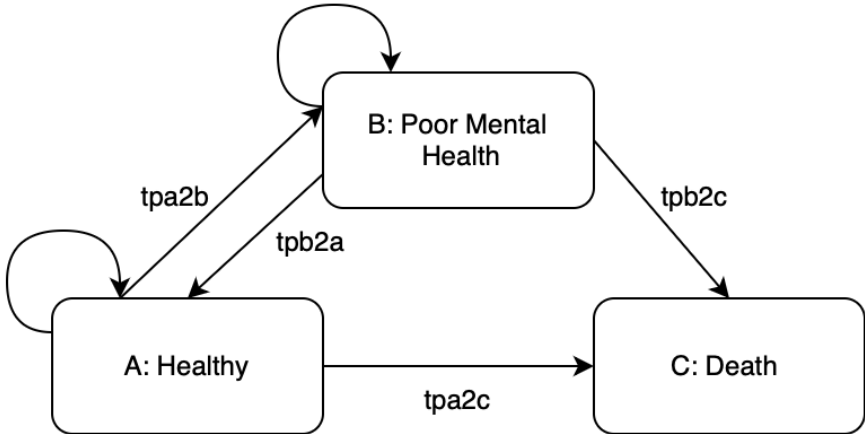 B: Poor Mental
Health
tpa2b
tpb2c
tpb2a
A: Healthy
C: Death
tpa2c